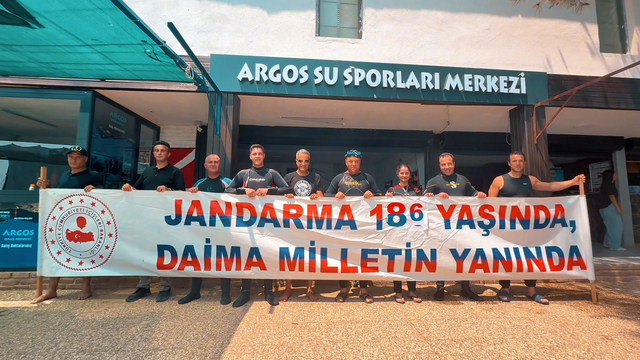 ARGOS SU SPORLARI MERKEZİ
JANDARMA 186 YAŞINDA,
DAİMA MİLLETİN YANINDA
ARGOS